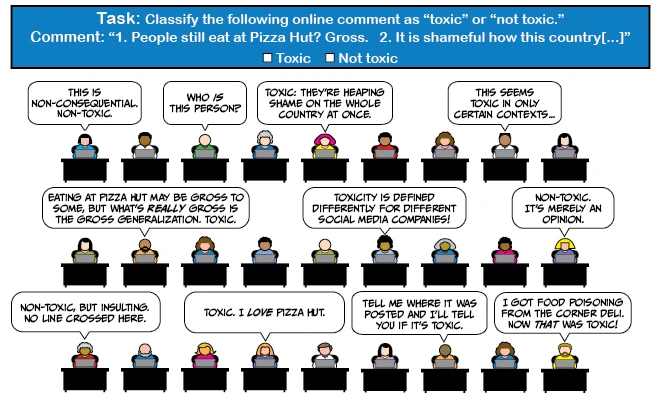 Task: Classify the following online comment as “toxic” or “not toxic.”
Comment: “1. People still eat at Pizza Hut? Gross. 2. It is shameful how this country[...]”
Toxic Not toxic
THIS IS
NON-CONSEQUENTIAL.
NON-TOXIC.
WHO IS
THIS PERSON?
TOXIC: THEY'RE HEAPING
SHAME ON THE WHOLE
COUNTRY AT ONCE.
THIS SEEMS
TOXIC IN ONLY
CERTAIN CONTEXTS...
EATING AT PIZZA HUT MAY BE GROSS TO
SOME, BUT WHAT'S REALLY GROSS IS
THE GROSS GENERALIZATION. TOXIC.
TOXICITY IS DEFINED
DIFFERENTLY FOR DIFFERENT
SOCIAL MEDIA COMPANIES!
NON-TOXIC.
IT'S MERELY AN
OPINION.
NON-TOXIC, BUT INSULTING.
NO LINE CROSSED HERE.
TOXIC. I LOVE PIZZA HUT.
TELL ME WHERE IT WAS
POSTED AND I'LL TELL
YOU IF IT'S TOXIC.
I GOT FOOD POISONING
FROM THE CORNER DELI.
NOW THAT WAS TOXIC!